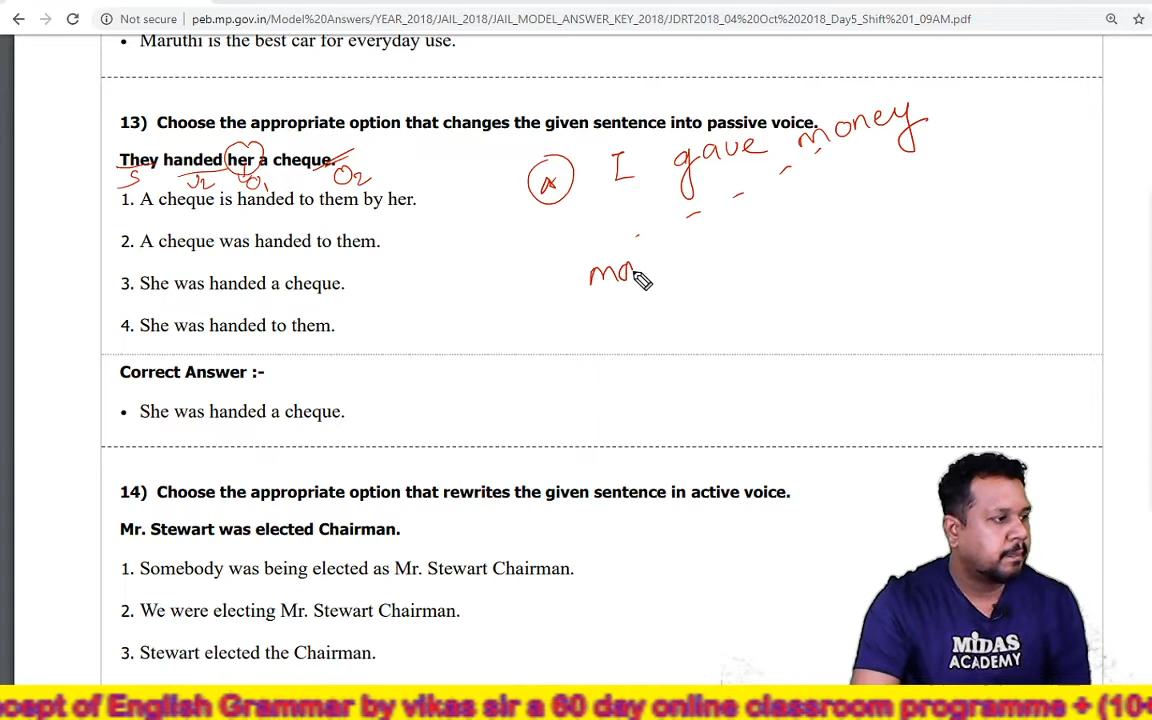 Not secure peb.mp.gov.in/Model%20Answers/YEAR_2018/JAIL_2018/JAIL_MODEL_ANSWER_KEY_2018/JDRT2018_04%20Oct%202018_Day5_Shift%201_09AM.pdf
• Maruthi is the best car for everyday use.
13) Choose the appropriate option that changes the given sentence into passive voice.
They handed her a cheque.
S V2 O1 O2
I gave money
1. A cheque is handed to them by her.
2. A cheque was handed to them.
mo
3. She was handed a cheque.
4. She was handed to them.
Correct Answer :-
• She was handed a cheque.
14) Choose the appropriate option that rewrites the given sentence in active voice.
Mr. Stewart was elected Chairman.
1. Somebody was being elected as Mr. Stewart Chairman.
2. We were electing Mr. Stewart Chairman.
3. Stewart elected the Chairman.
MIDAS
ACADEMY
cept of English Grammar by vikas sir a 60 day online classroom programme + (10+